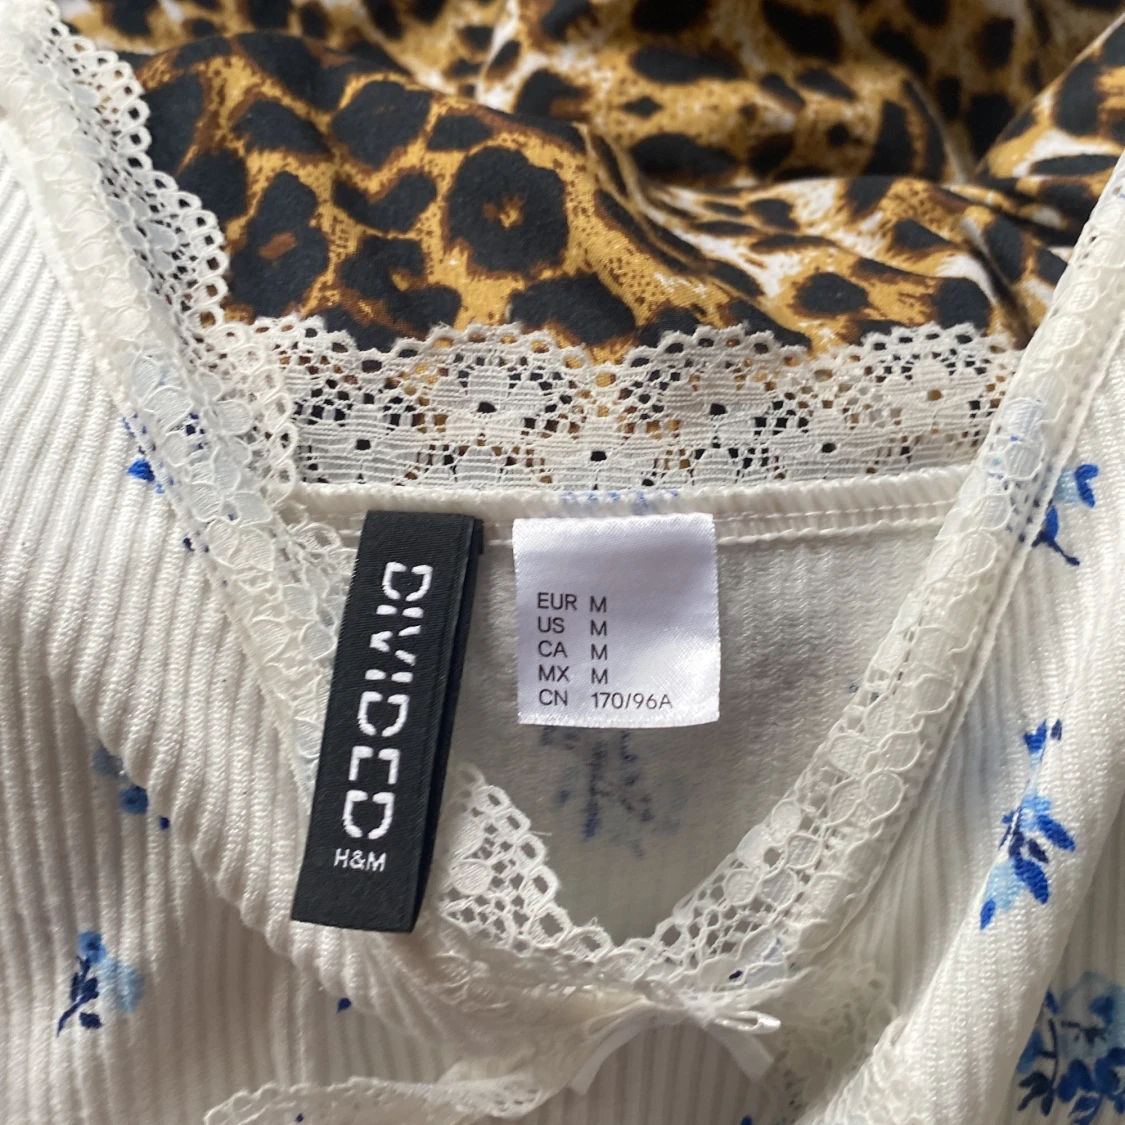 DIVIDED
H&M
EUR M
US M
CA M
MX M
CN 170/96A